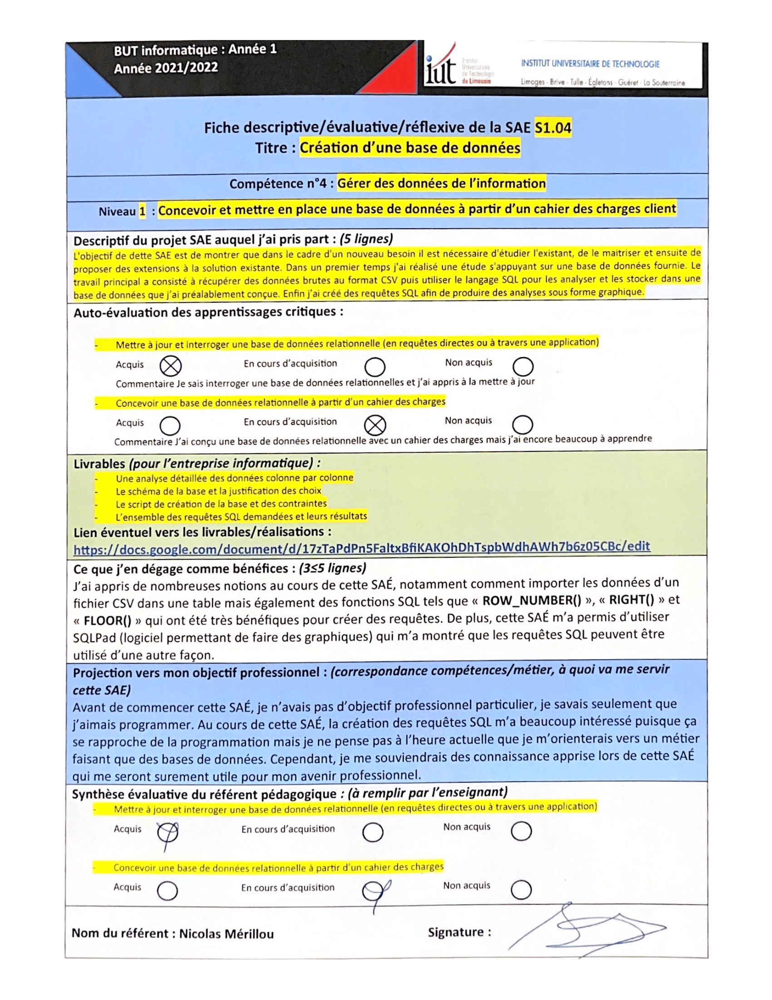 BUT informatique : Année 1
Année 2021/2022
iut
Institut
Universitaire
de Technologie
du Limousin
INSTITUT UNIVERSITAIRE DE TECHNOLOGIE
Limoges - Brive - Tulle - Égletons - Guéret - La Souterraine
Fiche descriptive/évaluative/réflexive de la SAE S1.04
Titre : Création d’une base de données
Compétence n°4 : Gérer des données de l’information
Niveau 1 : Concevoir et mettre en place une base de données à partir d’un cahier des charges client
Descriptif du projet SAE auquel j’ai pris part : (5 lignes)
L'objectif de dette SAE est de montrer que dans le cadre d'un nouveau besoin il est nécessaire d'étudier l'existant, de le maitriser et ensuite de
proposer des extensions à la solution existante. Dans un premier temps j'ai réalisé une étude s'appuyant sur une base de données fournie. Le
travail principal a consisté à récupérer des données brutes au format CSV puis utiliser le langage SQL pour les analyser et les stocker dans une
base de données que j’ai préalablement conçue. Enfin j’ai créé des requêtes SQL afin de produire des analyses sous forme graphique.
Auto-évaluation des apprentissages critiques :
- Mettre à jour et interroger une base de données relationnelle (en requêtes directes ou à travers une application)
Acquis En cours d’acquisition Non acquis
Commentaire Je sais interroger une base de données relationnelles et j’ai appris à la mettre à jour
- Concevoir une base de données relationnelle à partir d’un cahier des charges
Acquis En cours d’acquisition Non acquis
Commentaire J’ai conçu une base de données relationnelle avec un cahier des charges mais j’ai encore beaucoup à apprendre
Livrables (pour l’entreprise informatique) :
- Une analyse détaillée des données colonne par colonne
- Le schéma de la base et la justification des choix
- Le script de création de la base et des contraintes
- L’ensemble des requêtes SQL demandées et leurs résultats
Lien éventuel vers les livrables/réalisations :
https://docs.google.com/document/d/17zTaPdPn5FaltxBfiKAKOhDhTspbWdhAWh7b6z05CBc/edit
Ce que j’en dégage comme bénéfices : (3≤5 lignes)
J’ai appris de nombreuses notions au cours de cette SAÉ, notamment comment importer les données d’un
fichier CSV dans une table mais également des fonctions SQL tels que « ROW_NUMBER() », « RIGHT() » et
« FLOOR() » qui ont été très bénéfiques pour créer des requêtes. De plus, cette SAÉ m’a permis d’utiliser
SQLPad (logiciel permettant de faire des graphiques) qui m’a montré que les requêtes SQL peuvent être
utilisé d’une autre façon.
Projection vers mon objectif professionnel : (correspondance compétences/métier, à quoi va me servir
cette SAE)
Avant de commencer cette SAÉ, je n’avais pas d’objectif professionnel particulier, je savais seulement que
j’aimais programmer. Au cours de cette SAÉ, la création des requêtes SQL m’a beaucoup intéressé puisque ça
se rapproche de la programmation mais je ne pense pas à l’heure actuelle que je m’orienterais vers un métier
faisant que des bases de données. Cependant, je me souviendrais des connaissance apprise lors de cette SAÉ
qui me seront surement utile pour mon avenir professionnel.
Synthèse évaluative du référent pédagogique : (à remplir par l’enseignant)
- Mettre à jour et interroger une base de données relationnelle (en requêtes directes ou à travers une application)
Acquis En cours d’acquisition Non acquis
- Concevoir une base de données relationnelle à partir d’un cahier des charges
Acquis En cours d’acquisition Non acquis
Nom du référent : Nicolas Mérillou Signature :